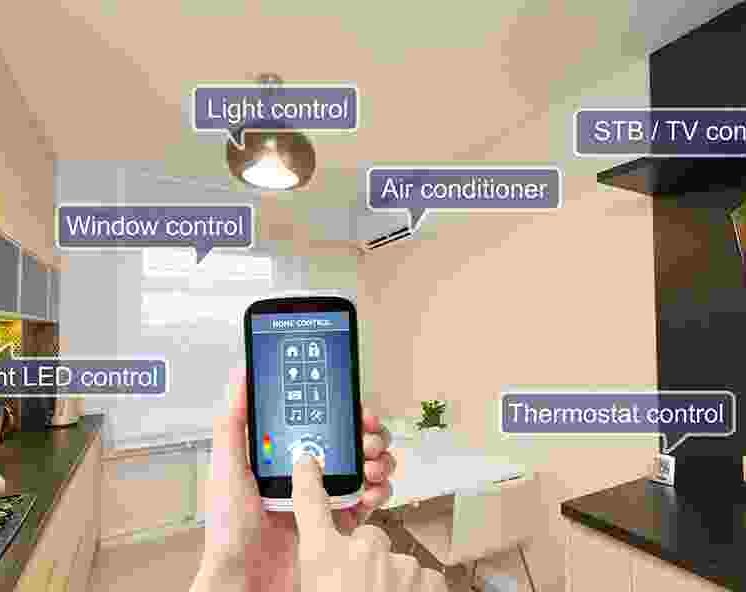 Light control
STB / TV con
Air conditioner
Window control
HOME CONTROL
nt LED control
Thermostat control